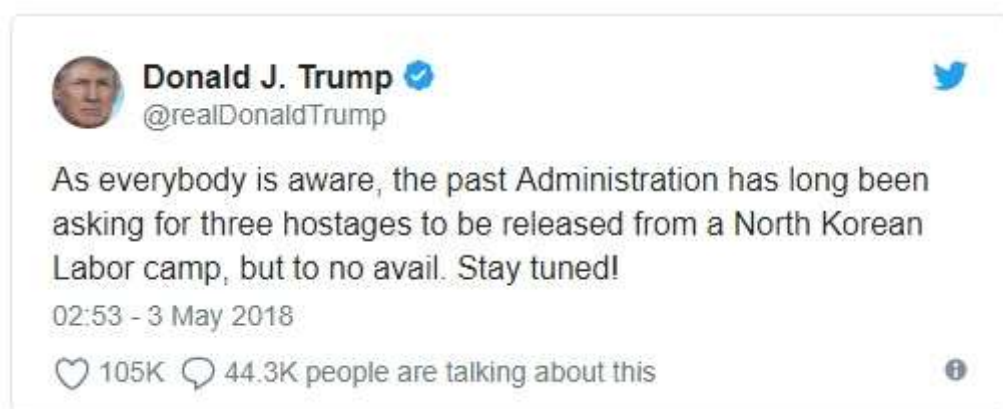 Donald J. Trump
@realDonaldTrump
As everybody is aware, the past Administration has long been
asking for three hostages to be released from a North Korean
Labor camp, but to no avail. Stay tuned!
02:53 - 3 May 2018
105K 44.3K people are talking about this